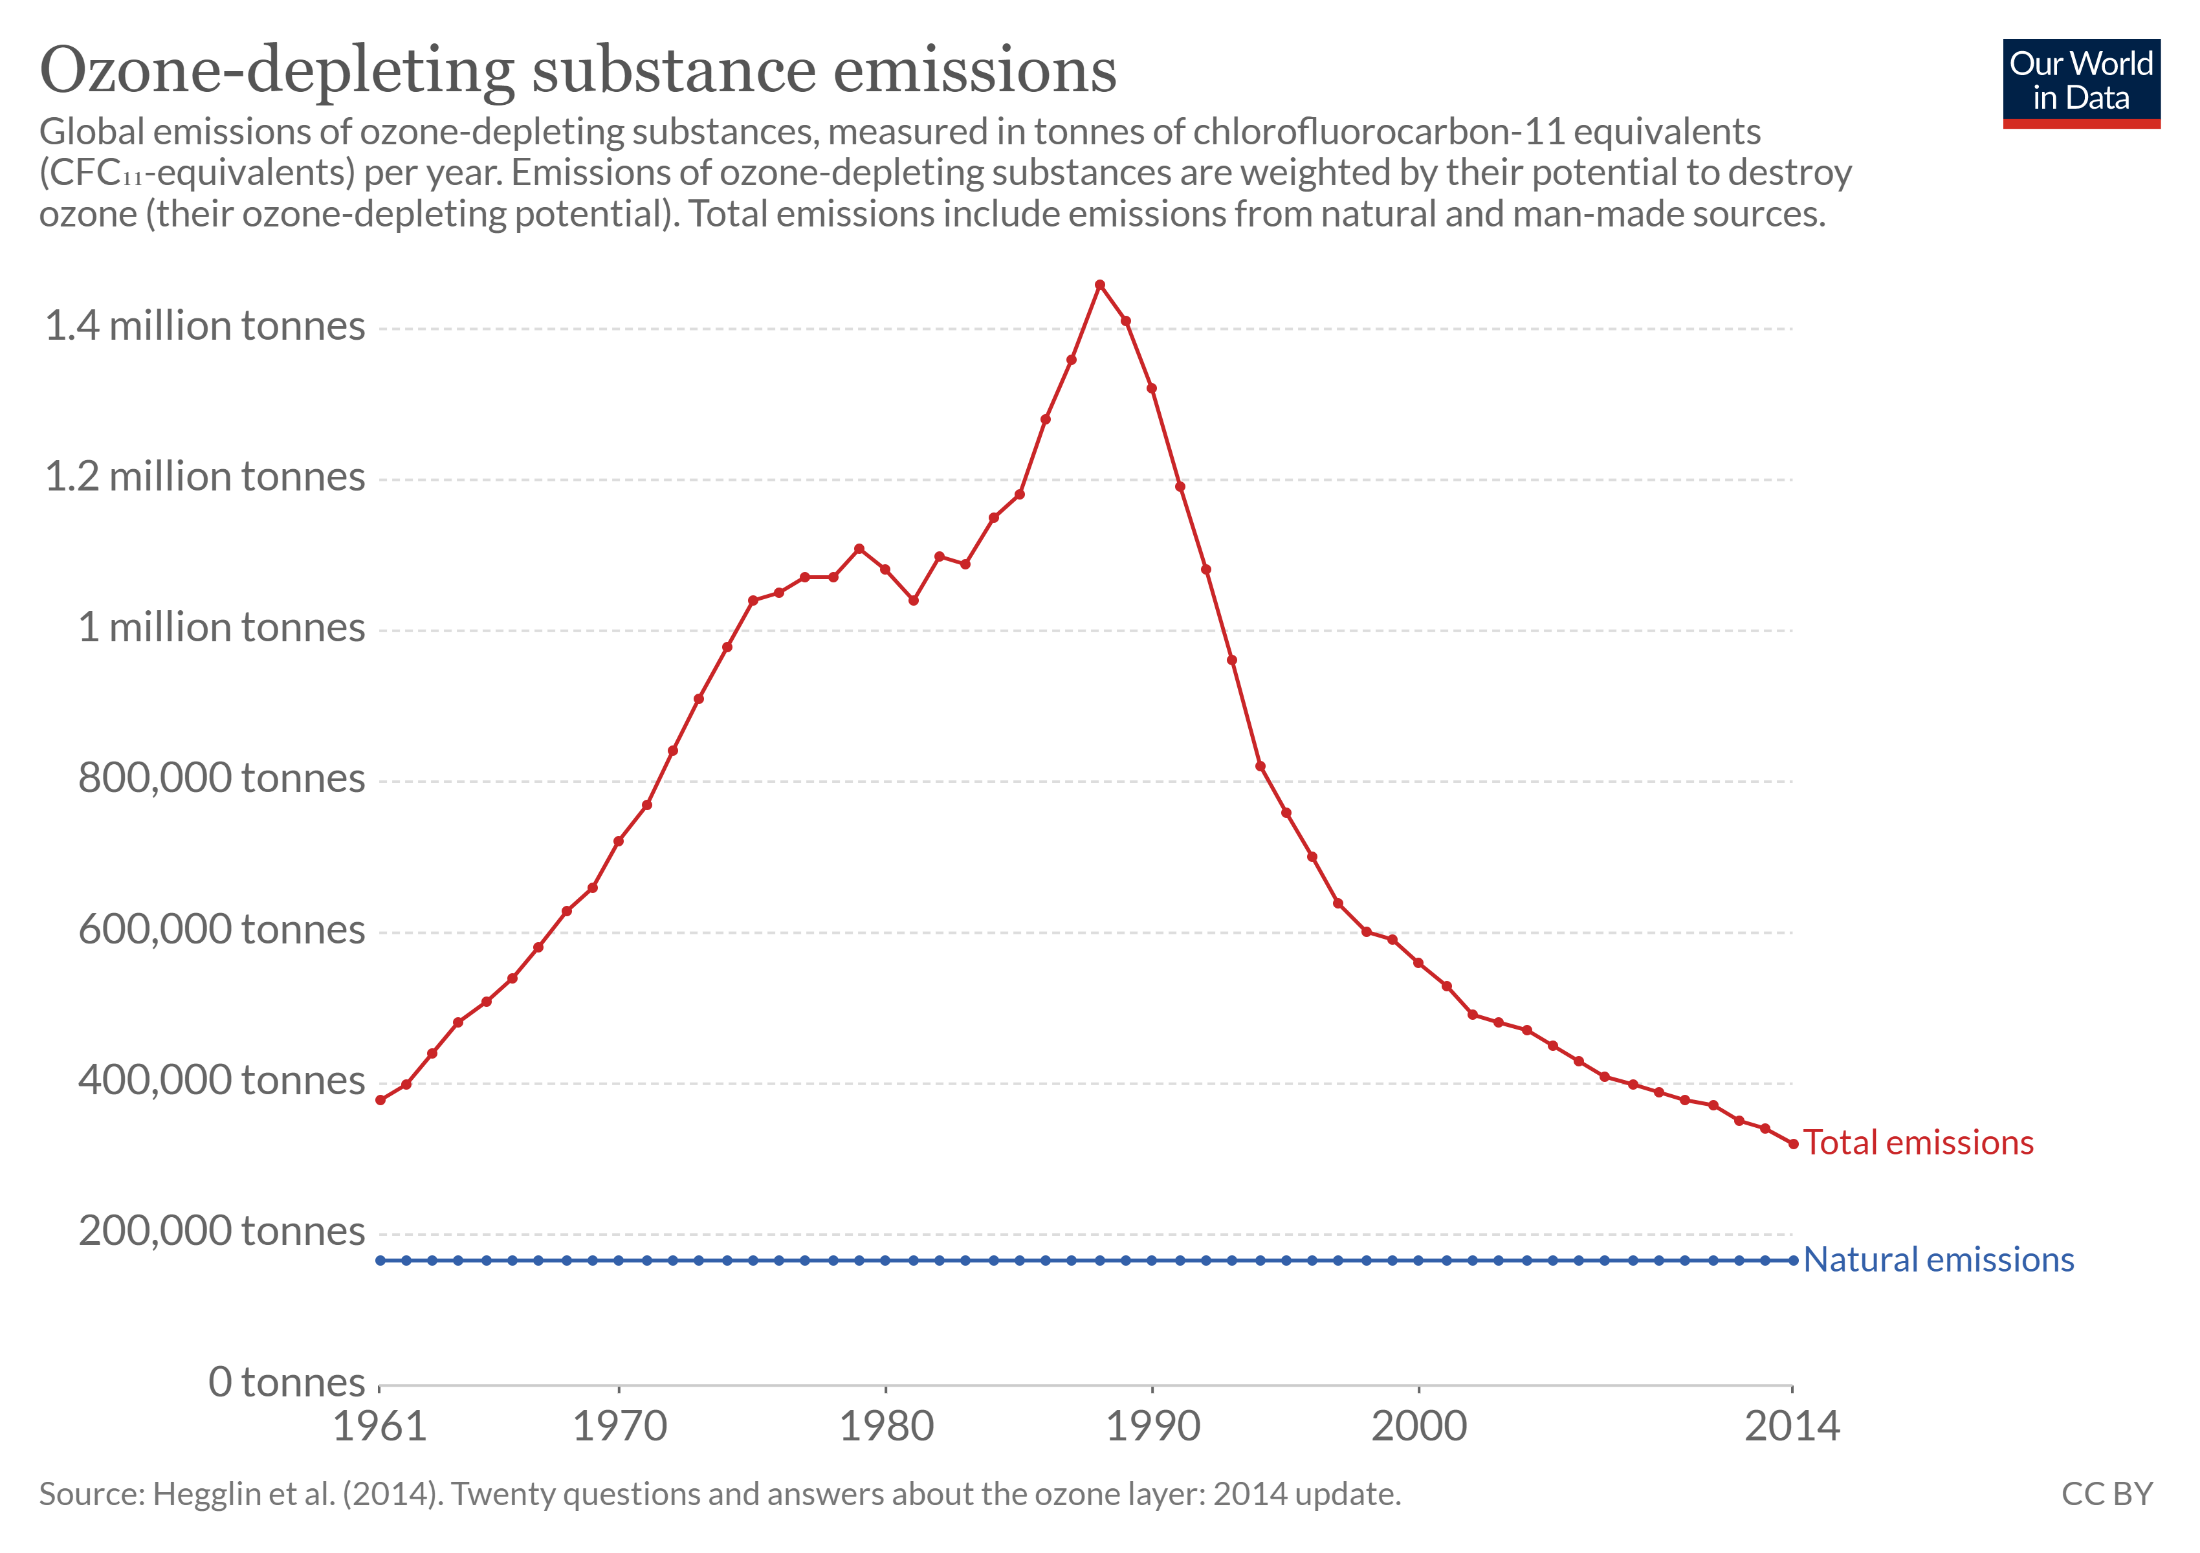 Ozone-depleting substance emissions
Our World
in Data
Global emissions of ozone-depleting substances, measured in tonnes of chlorofluorocarbon-11 equivalents
(CFC₁₁-equivalents) per year. Emissions of ozone-depleting substances are weighted by their potential to destroy
ozone (their ozone-depleting potential). Total emissions include emissions from natural and man-made sources.
1.4 million tonnes
1.2 million tonnes
1 million tonnes
800,000 tonnes
600,000 tonnes
400,000 tonnes
Total emissions
200,000 tonnes
Natural emissions
0 tonnes
1961 1970 1980 1990 2000 2014
Source: Hegglin et al. (2014). Twenty questions and answers about the ozone layer: 2014 update.
CC BY